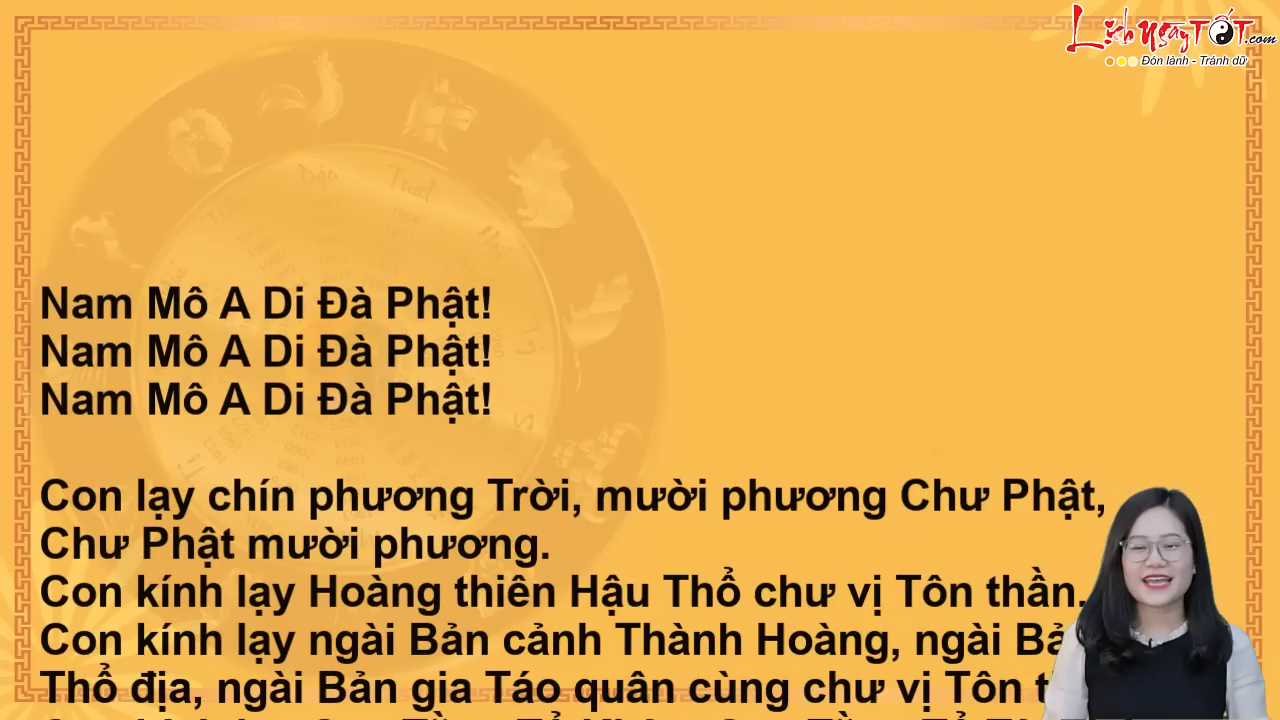 Lịch Ngày TỐT.com
Đón lành - Tránh dữ
Nam Mô A Di Đà Phật!
Nam Mô A Di Đà Phật!
Nam Mô A Di Đà Phật!
Con lạy chín phương Trời, mười phương Chư Phật,
Chư Phật mười phương.
Con kính lạy Hoàng thiên Hậu Thổ chư vị Tôn thần.
Con kính lạy ngài Bản cảnh Thành Hoàng, ngài
Thổ địa, ngài Bản gia Táo quân cùng chư vị Tôn